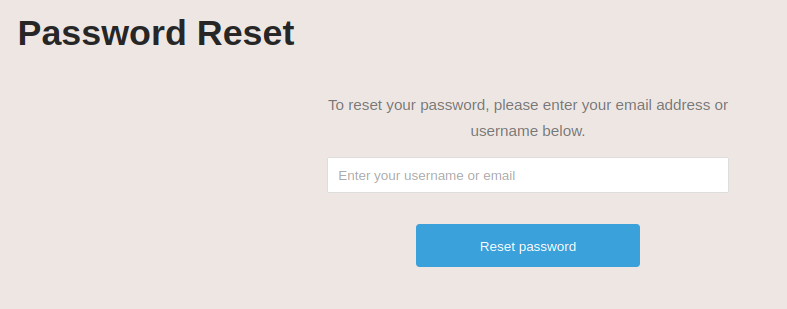 Password Reset
To reset your password, please enter your email address or
username below.
Enter your username or email
Reset password